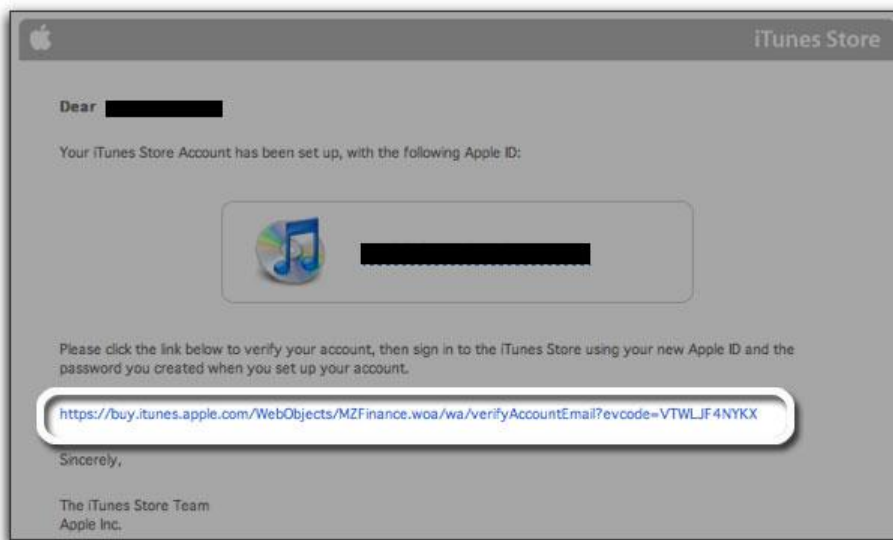 iTunes Store
Dear
Your iTunes Store Account has been set up, with the following Apple ID:
Please click the link below to verify your account, then sign in to the iTunes Store using your new Apple ID and the
password you created when you set up your account.
https://buy.itunes.apple.com/WebObjects/MZFinance.woa/wa/verifyAccountEmail?evcode=VTWLJF4NYKX
Sincerely,
The iTunes Store Team
Apple Inc.